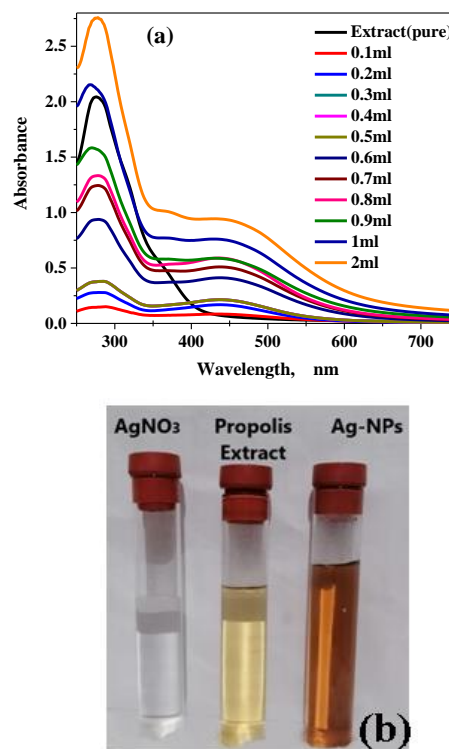 (a)
Extract(pure)
0.1ml
0.2ml
0.3ml
0.4ml
0.5ml
0.6ml
0.7ml
0.8ml
0.9ml
1ml
2ml
Absorbance
2.5
2.0
1.5
1.0
0.5
0.0
300 400 500 600 700
Wavelength, nm
AgNO3 Propolis Ag-NPs
Extract
(b)